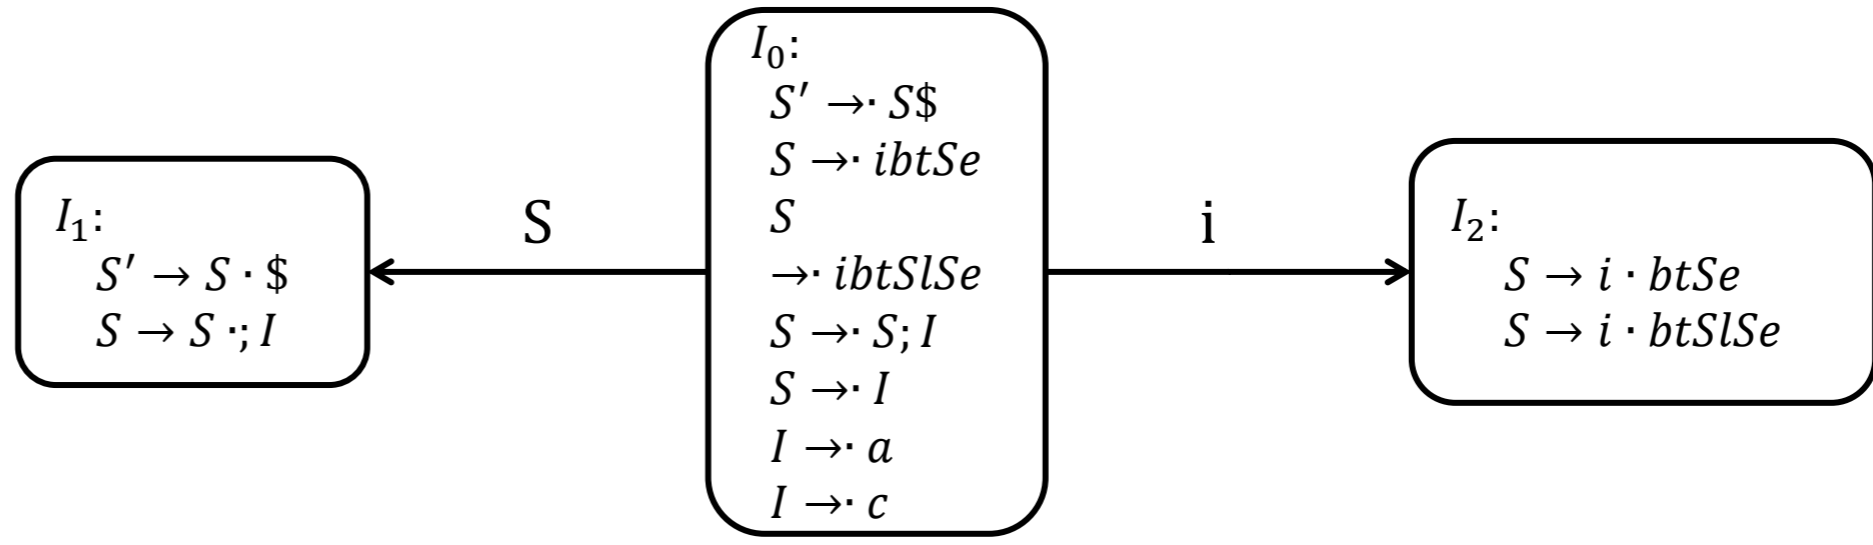 I₁:
S′ → S · $
S → S ·; I
S
I₀:
S′ →· S$
S →· ibtSe
S
→· ibtSlSe
S →· S; I
S →· I
I →· a
I →· c
i
I₂:
S → i · btSe
S → i · btSlSe